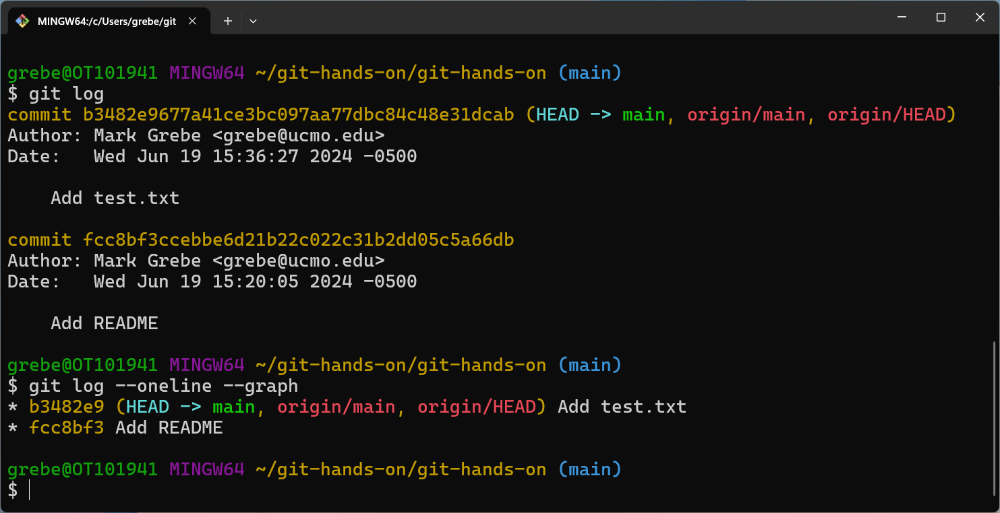 MINGW64:/c/Users/grebe/git
grebe@OT101941 MINGW64 ~/git-hands-on/git-hands-on (main)
$ git log
commit b3482e9677a41ce3bc097aa77dbc84c48e31dcab (HEAD -> main, origin/main, origin/HEAD)
Author: Mark Grebe <grebe@ucmo.edu>
Date:   Wed Jun 19 15:36:27 2024 -0500
    Add test.txt
commit fcc8bf3ccebbe6d21b22c022c31b2dd05c5a66db
Author: Mark Grebe <grebe@ucmo.edu>
Date:   Wed Jun 19 15:20:05 2024 -0500
    Add README
grebe@OT101941 MINGW64 ~/git-hands-on/git-hands-on (main)
$ git log --oneline --graph
* b3482e9 (HEAD -> main, origin/main, origin/HEAD) Add test.txt
* fcc8bf3 Add README
grebe@OT101941 MINGW64 ~/git-hands-on/git-hands-on (main)
$